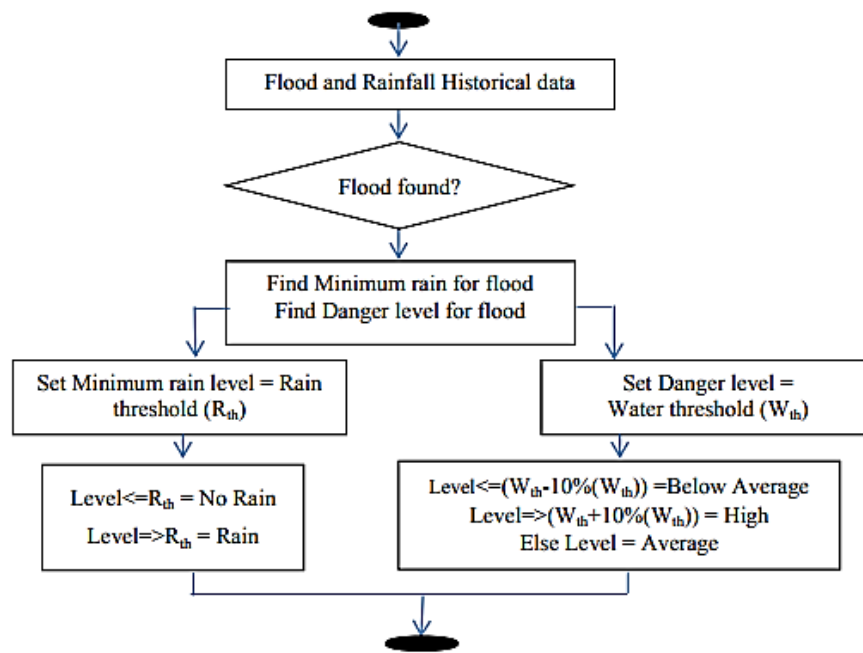 Flood and Rainfall Historical data
Flood found?
Find Minimum rain for flood
Find Danger level for flood
Set Minimum rain level = Rain
threshold (Rth)
Set Danger level =
Water threshold (Wth)
Level<=Rth = No Rain
Level=>Rth = Rain
Level<=(Wth-10%(Wth)) =Below Average
Level=>(Wth+10%(Wth)) = High
Else Level = Average